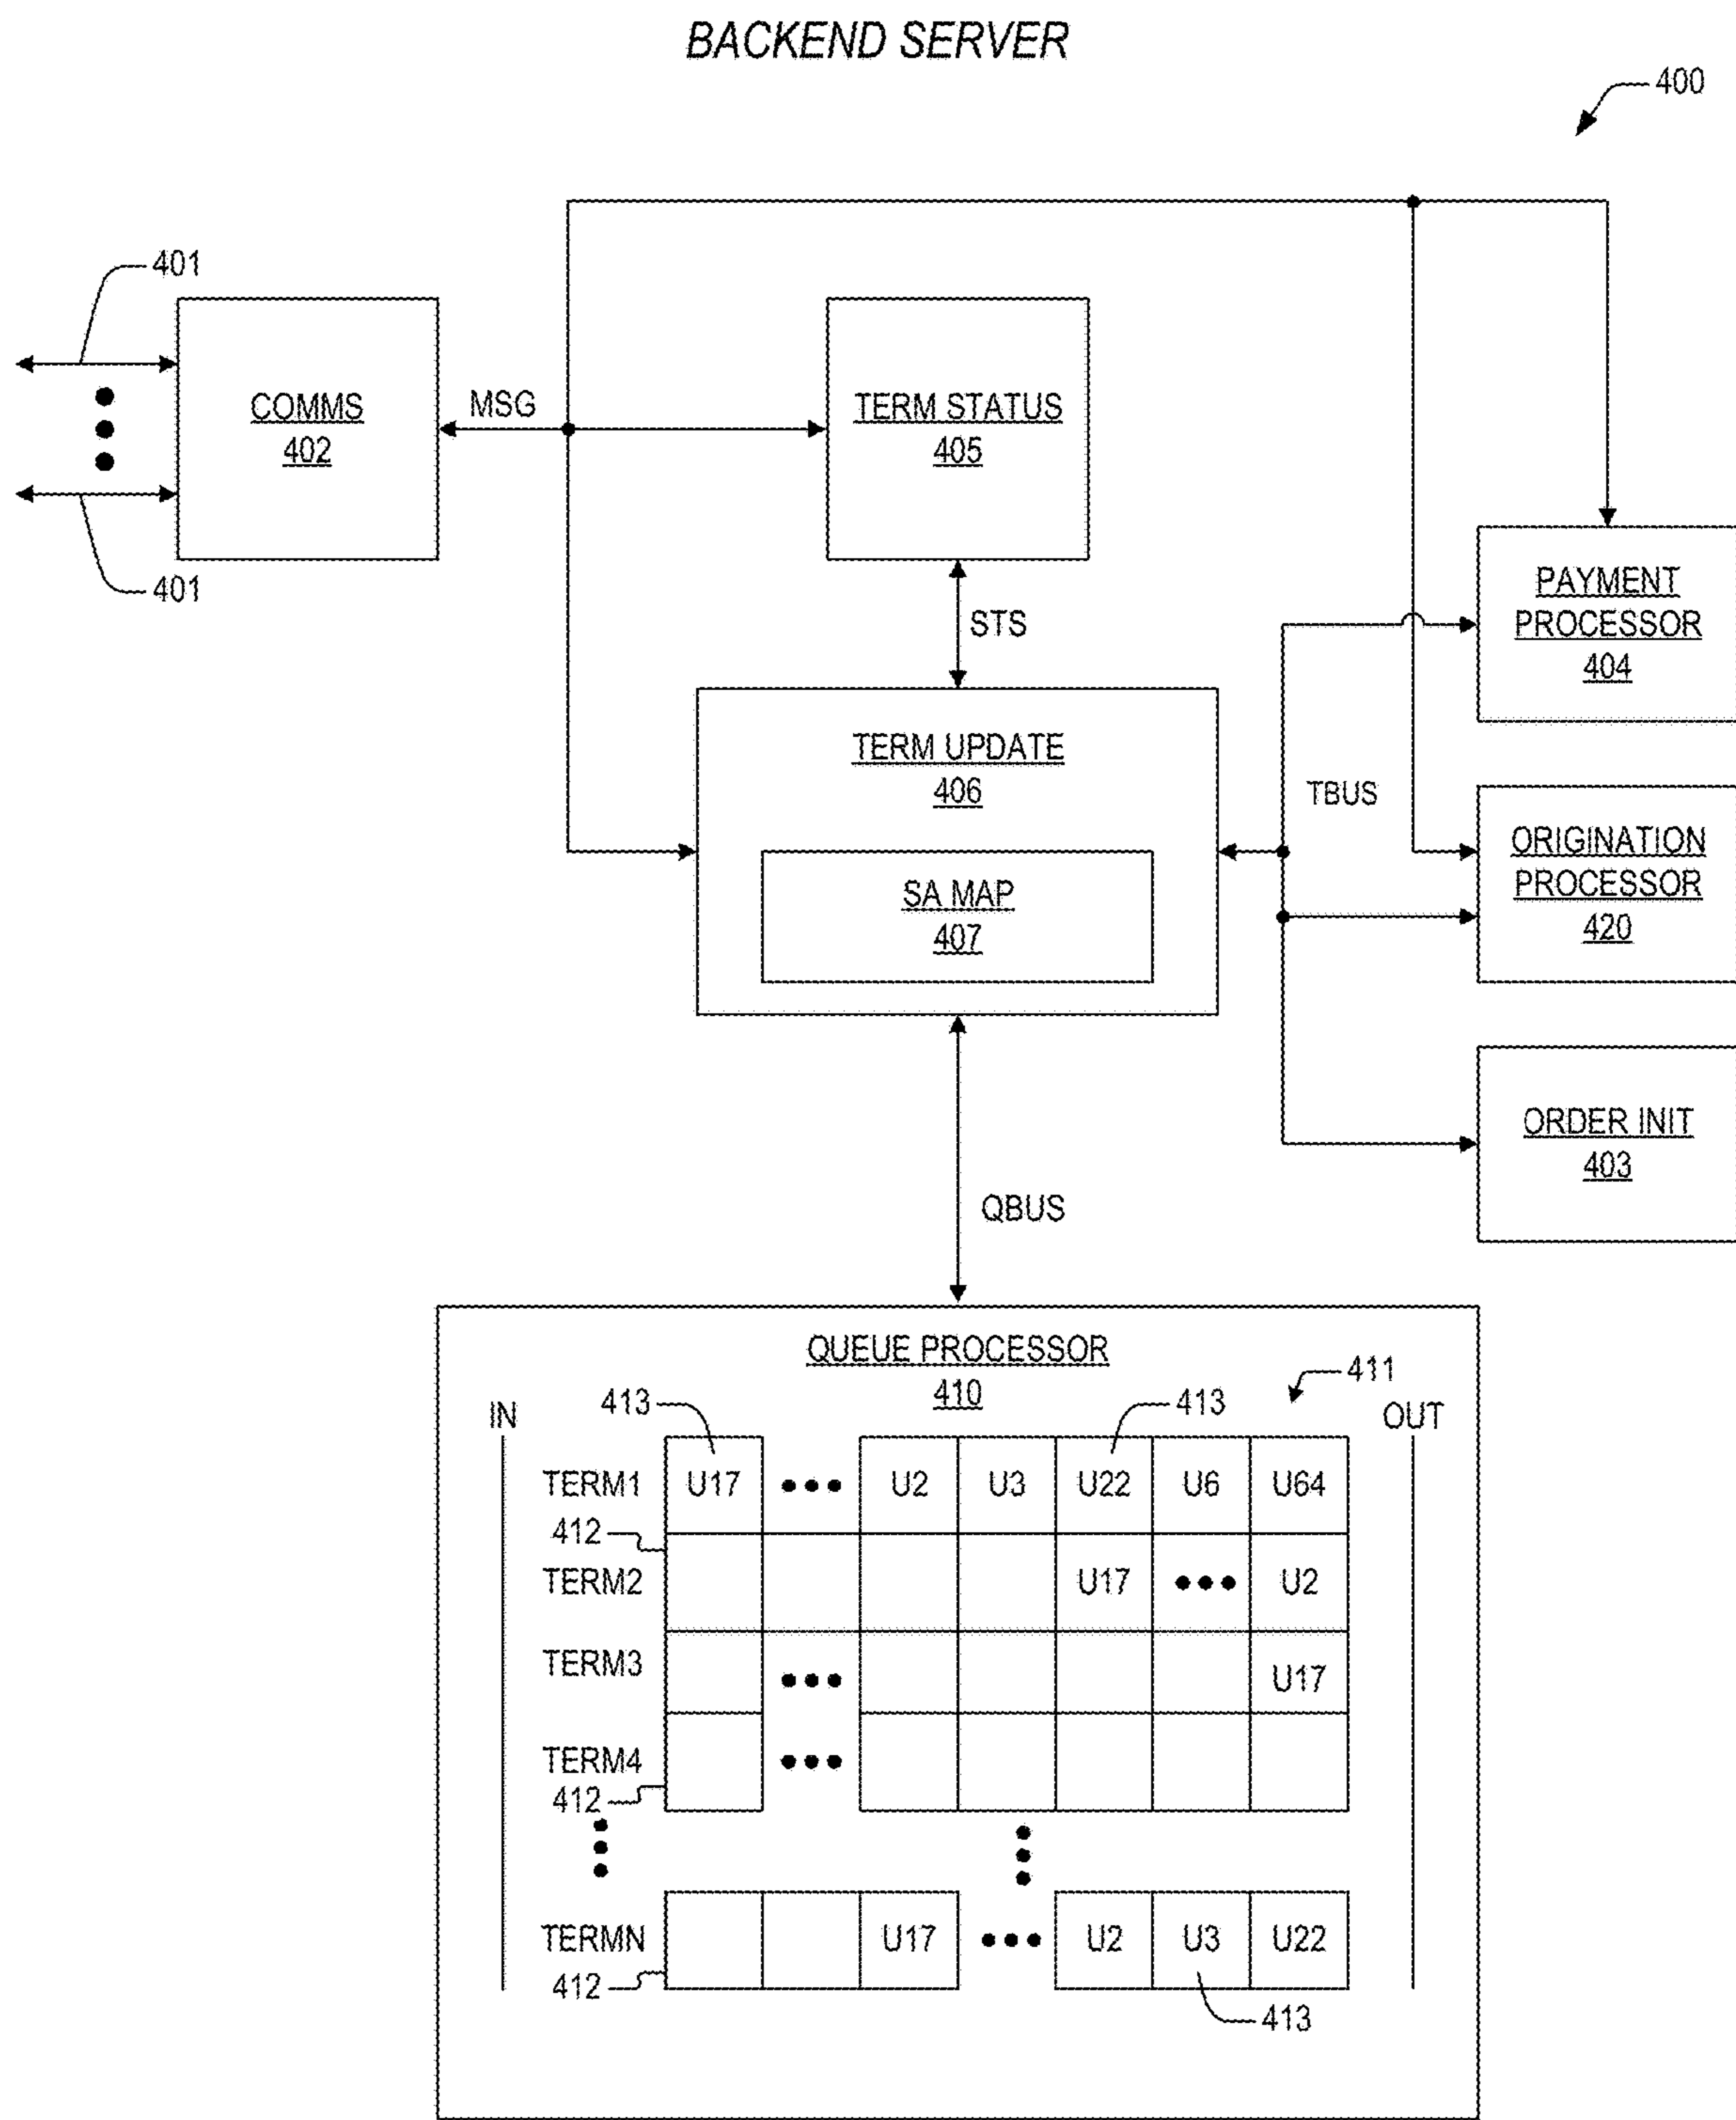 BACKEND SERVER
400
401
COMMS
402
MSG
TERM STATUS
405
401
PAYMENT
PROCESSOR
404
STS
TERM UPDATE
406
TBUS
SA MAP
407
ORIGINATION
PROCESSOR
420
ORDER INIT
403
QBUS
QUEUE PROCESSOR
410
411
413
413
IN
OUT
TERM1 U17 U2 U3 U22 U6 U64
412
TERM2 U17 U2
TERM3 U17
TERM4
412
TERMN U17 U2 U3 U22
412
413